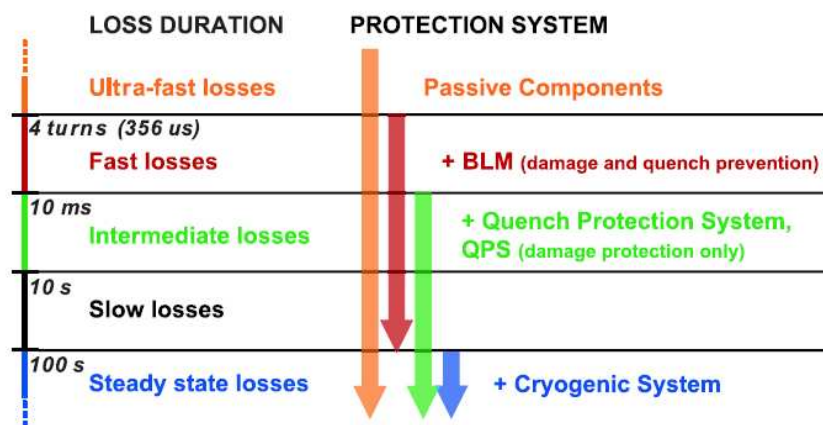 LOSS DURATION PROTECTION SYSTEM
Ultra-fast losses Passive Components
4 turns (356 us)
Fast losses + BLM (damage and quench prevention)
10 ms
Intermediate losses + Quench Protection System,
QPS (damage protection only)
10 s
Slow losses
100 s
Steady state losses + Cryogenic System